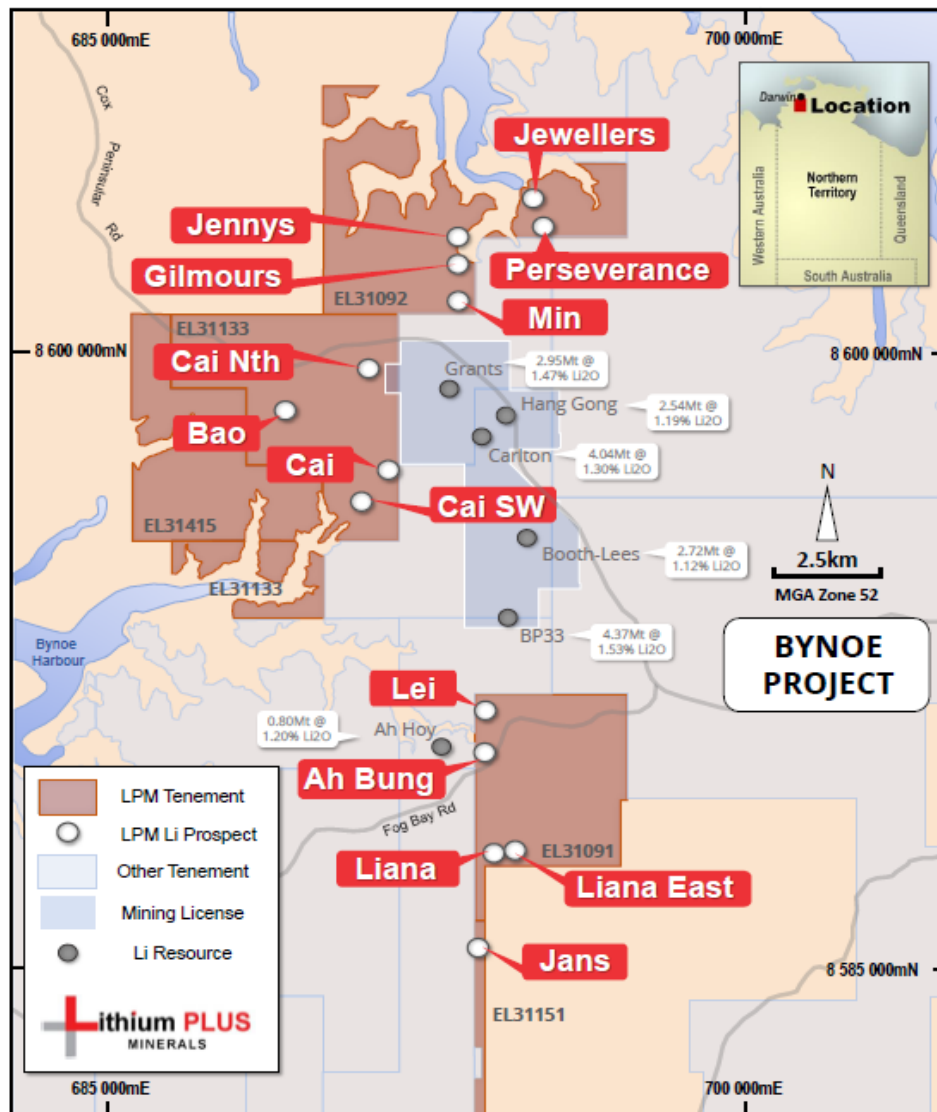 685 000mE
700 000mE
Cox
Peninsular
Rd
Darwin
Location
Northern
Territory
Western Australia
Queensland
South Australia
Jewellers
Jennys
Perseverance
Gilmours
EL31092
Min
EL31133
8 600 000mN
8 600 000mN
Cai Nth
Grants
2.95Mt @
1.47% Li2O
Hang Gong
2.54Mt @
1.19% Li2O
Bao
Carlton
4.04Mt @
1.30% Li2O
Cai
N
Cai SW
EL31415
Booth-Lees
2.72Mt @
1.12% Li2O
2.5km
MGA Zone 52
EL31133
BP33
4.37Mt @
1.53% Li2O
Bynoe
Harbour
BYNOE
PROJECT
Lei
0.80Mt @
1.20% Li2O
Ah Hoy
Ah Bung
Fog Bay Rd
EL31091
Liana
Liana East
Jans
8 585 000mN
EL31151
LPM Tenement
LPM Li Prospect
Other Tenement
Mining License
Li Resource
Lithium PLUS
MINERALS
685 000mE
700 000mE